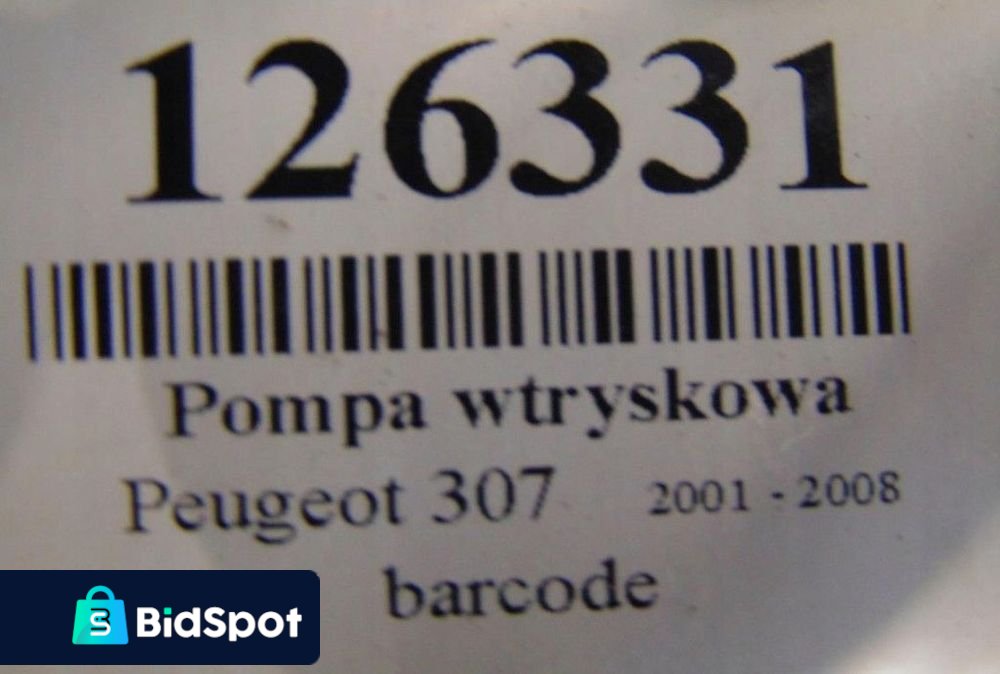 126331
Pompa wtryskowa
Peugeot 307 2001 - 2008
barcode
BidSpot